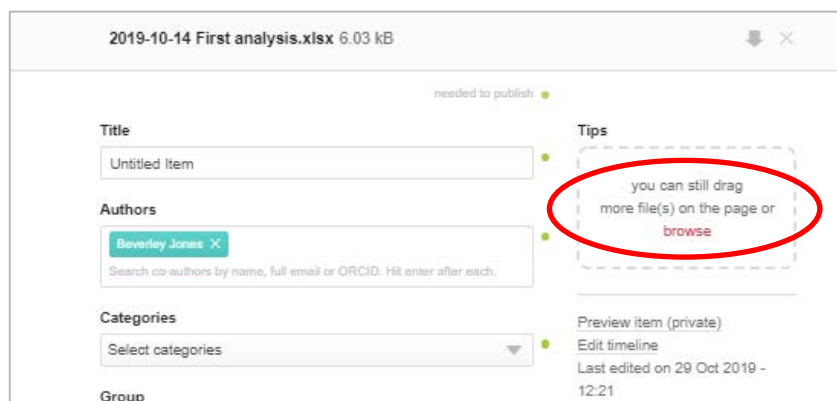 2019-10-14 First analysis.xlsx 6.03 kB
needed to publish
Title
Untitled Item
Authors
Beverley Jones X
Search co-authors by name, full email or ORCID. Hit enter after each.
Categories
Select categories
Group
Tips
you can still drag
more file(s) on the page or
browse
Preview item (private)
Edit timeline
Last edited on 29 Oct 2019 -
12:21